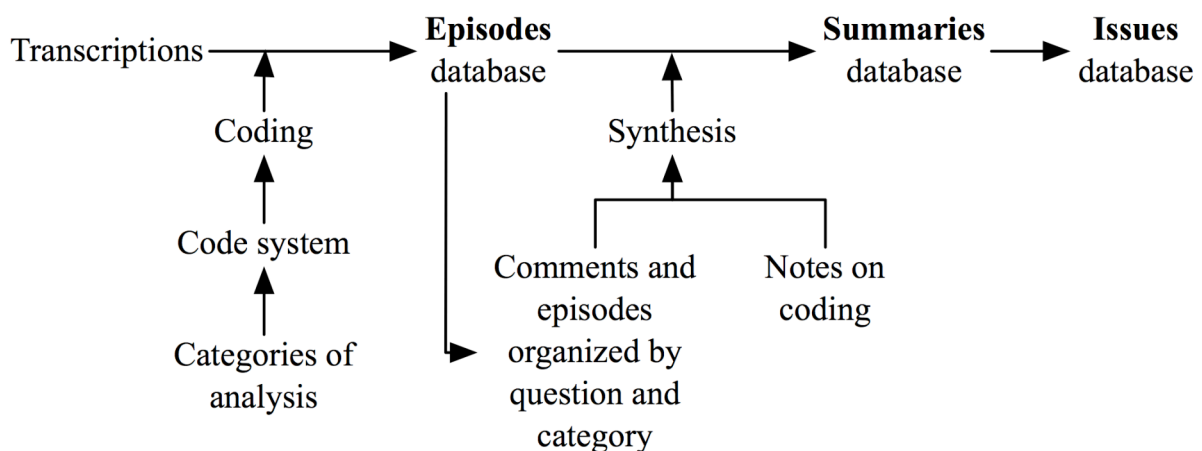 Transcriptions
Episodes
database
Summaries
database
Issues
database
Coding
Synthesis
Code system
Comments and
episodes
organized by
question and
category
Notes on
coding
Categories of
analysis